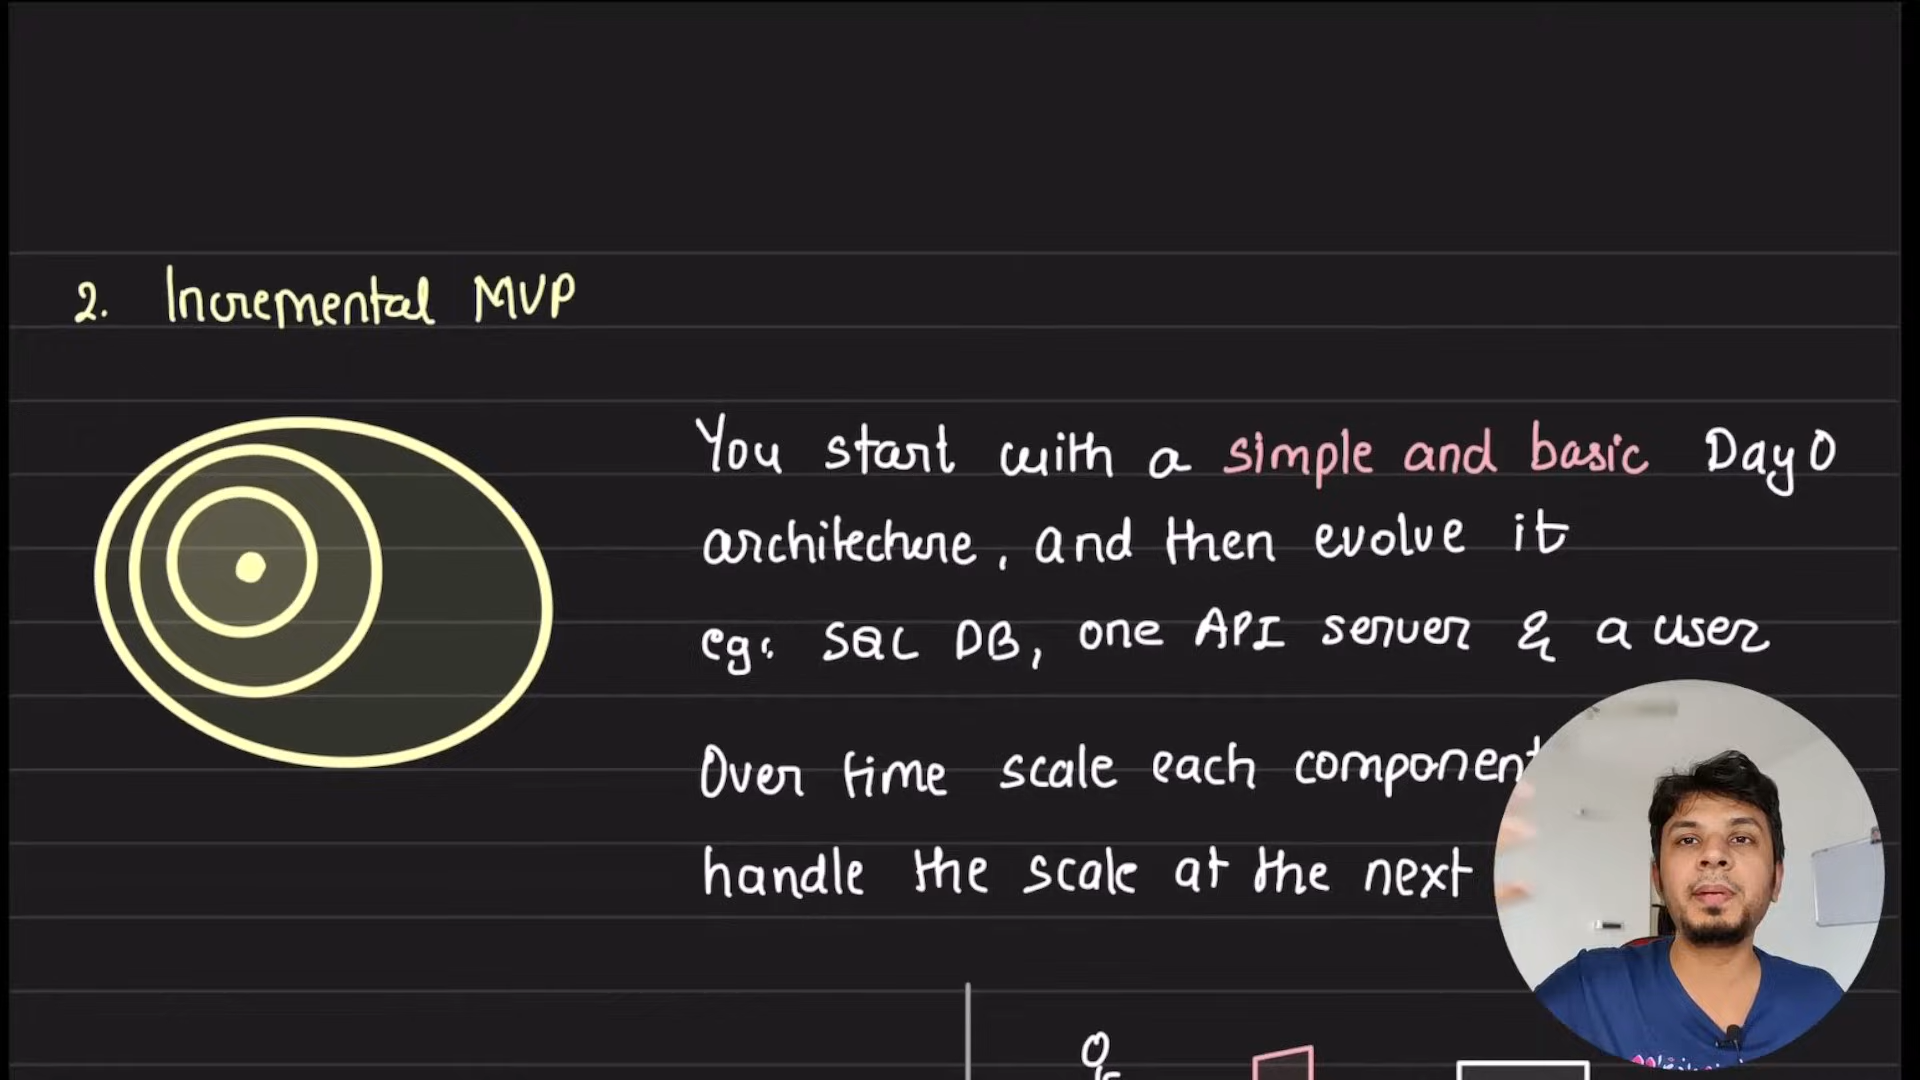 2. Incremental MVP
You start with a simple and basic Day 0
architecture, and then evolve it
eg: SQL DB, one API server & a user
Over time scale each component
handle the scale at the next